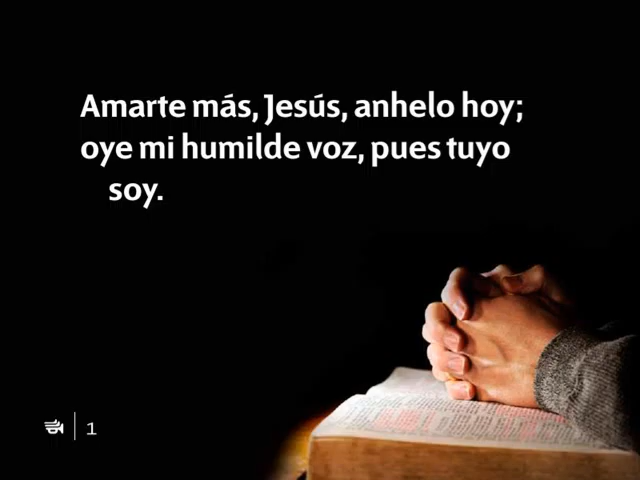 Amarte más, Jesús, anhelo hoy;
oye mi humilde voz, pues tuyo
soy.
1